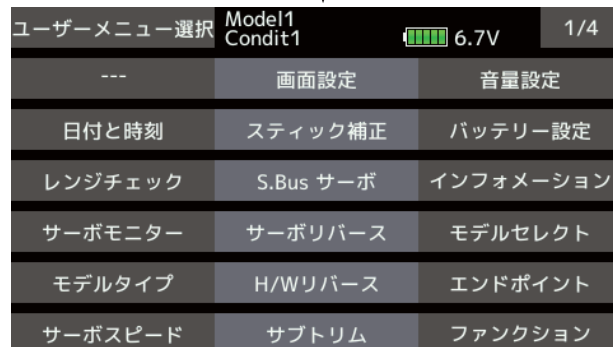 ユーザーメニュー選択 Model1 Condit1 6.7V 1/4
--- 画面設定 音量設定
日付と時刻 スティック補正 バッテリー設定
レンジチェック S.Bus サーボ インフォメーション
サーボモニター サーボリバース モデルセレクト
モデルタイプ H/Wリバース エンドポイント
サーボスピード サブトリム ファンクション